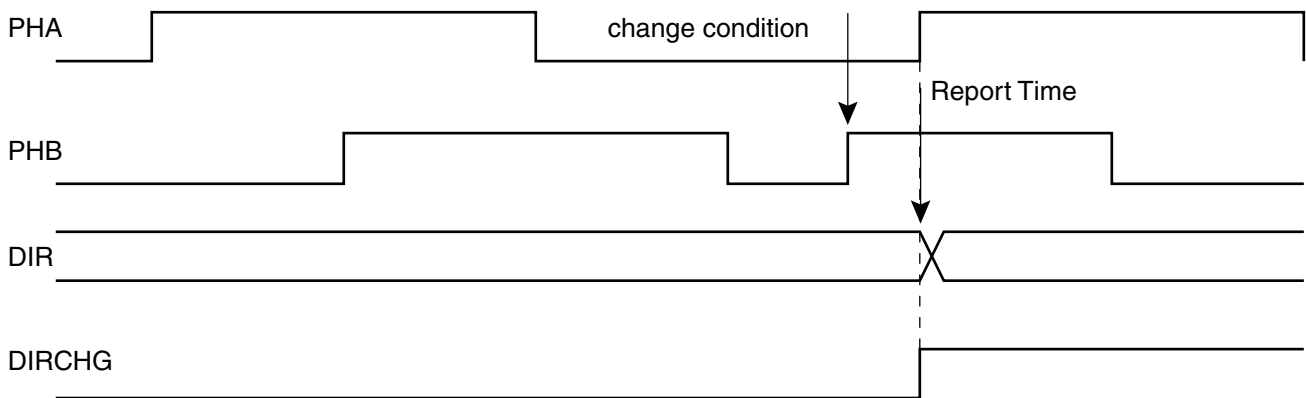 PHA
change condition
Report Time
PHB
DIR
DIRCHG